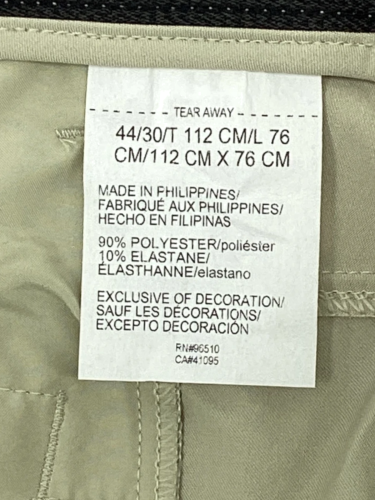 - - - - - - - - - TEAR AWAY - - - - - - - - -
44/30/T 112 CM/L 76
CM/112 CM X 76 CM
MADE IN PHILIPPINES/
FABRIQUÉ AUX PHILIPPINES/
HECHO EN FILIPINAS
90% POLYESTER/poliéster
10% ELASTANE/
ÉLASTHANNE/elastano
EXCLUSIVE OF DECORATION/
SAUF LES DÉCORATIONS/
EXCEPTO DECORACIÓN
RN#96510
CA#41095